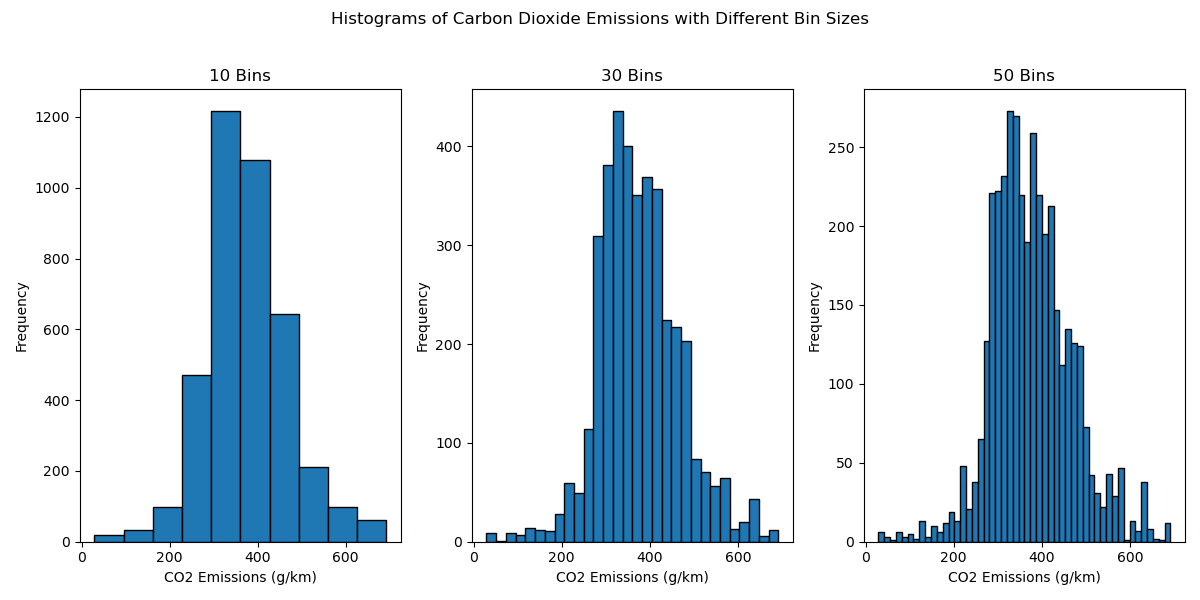 Histograms of Carbon Dioxide Emissions with Different Bin Sizes
10 Bins
1200
1000
800
600
400
200
0
Frequency
0 200 400 600
CO2 Emissions (g/km)
30 Bins
400
300
200
100
0
Frequency
0 200 400 600
CO2 Emissions (g/km)
50 Bins
250
200
150
100
50
0
Frequency
0 200 400 600
CO2 Emissions (g/km)